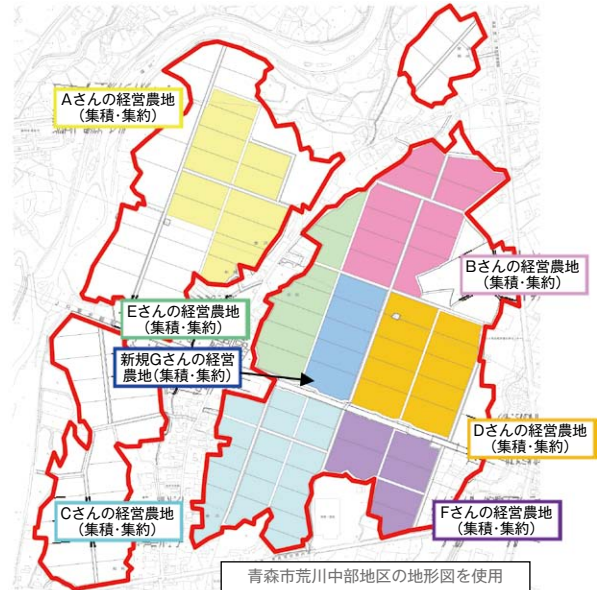 Aさんの経営農地
(集積・集約)
Bさんの経営農地
(集積・集約)
Eさんの経営農地
(集積・集約)
新規Gさんの経営
農地(集積・集約)
Dさんの経営農地
(集積・集約)
Cさんの経営農地
(集積・集約)
Fさんの経営農地
(集積・集約)
青森市荒川中部地区の地形図を使用